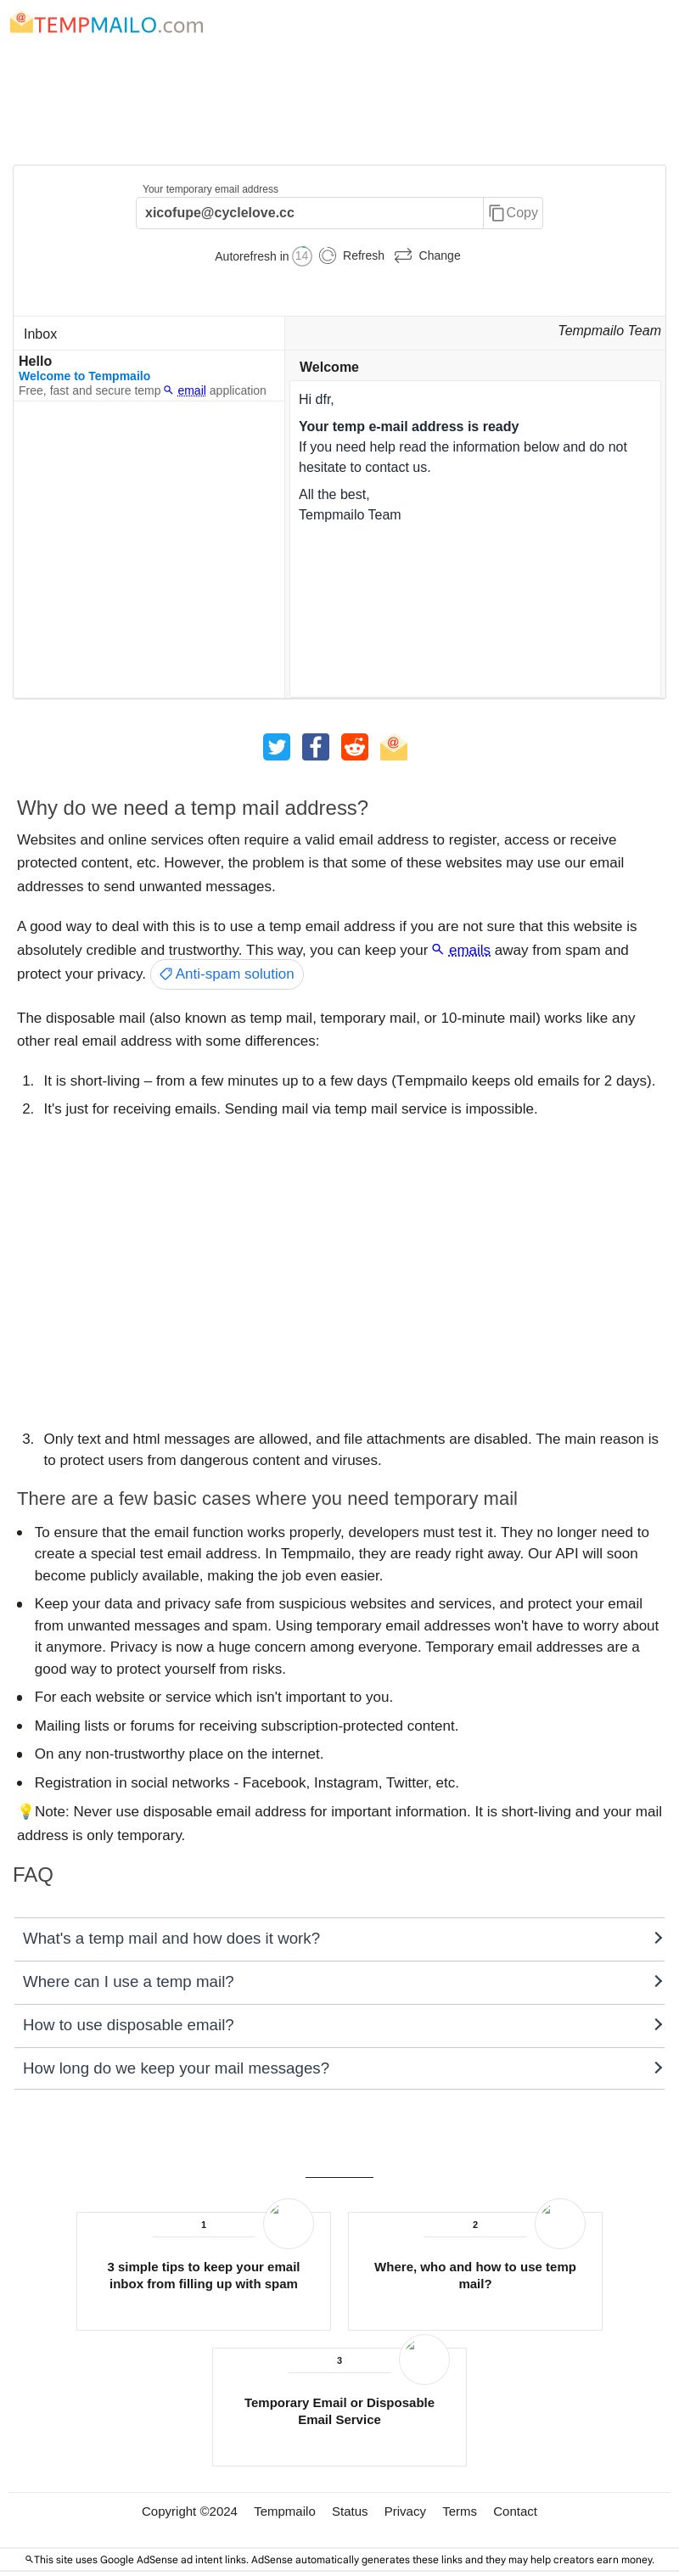 TEMPMAILO.com
Your temporary email address
xicofupe@cyclelove.cc
Copy
Autorefresh in 14 Refresh Change
Inbox
Tempmailo Team
Hello
Welcome to Tempmailo
Free, fast and secure temp email application
Welcome
Hi dfr,
Your temp e-mail address is ready
If you need help read the information below and do not
hesitate to contact us.
All the best,
Tempmailo Team
Why do we need a temp mail address?
Websites and online services often require a valid email address to register, access or receive
protected content, etc. However, the problem is that some of these websites may use our email
addresses to send unwanted messages.
A good way to deal with this is to use a temp email address if you are not sure that this website is
absolutely credible and trustworthy. This way, you can keep your emails away from spam and
protect your privacy. Anti-spam solution
The disposable mail (also known as temp mail, temporary mail, or 10-minute mail) works like any
other real email address with some differences:
1. It is short-living – from a few minutes up to a few days (Tempmailo keeps old emails for 2 days).
2. It's just for receiving emails. Sending mail via temp mail service is impossible.
3. Only text and html messages are allowed, and file attachments are disabled. The main reason is
to protect users from dangerous content and viruses.
There are a few basic cases where you need temporary mail
• To ensure that the email function works properly, developers must test it. They no longer need to
create a special test email address. In Tempmailo, they are ready right away. Our API will soon
become publicly available, making the job even easier.
• Keep your data and privacy safe from suspicious websites and services, and protect your email
from unwanted messages and spam. Using temporary email addresses won't have to worry about
it anymore. Privacy is now a huge concern among everyone. Temporary email addresses are a
good way to protect yourself from risks.
• For each website or service which isn't important to you.
• Mailing lists or forums for receiving subscription-protected content.
• On any non-trustworthy place on the internet.
• Registration in social networks - Facebook, Instagram, Twitter, etc.
💡Note: Never use disposable email address for important information. It is short-living and your mail
address is only temporary.
FAQ
What's a temp mail and how does it work?
Where can I use a temp mail?
How to use disposable email?
How long do we keep your mail messages?
1
3 simple tips to keep your email
inbox from filling up with spam
2
Where, who and how to use temp
mail?
3
Temporary Email or Disposable
Email Service
Copyright ©2024 Tempmailo Status Privacy Terms Contact
This site uses Google AdSense ad intent links. AdSense automatically generates these links and they may help creators earn money.